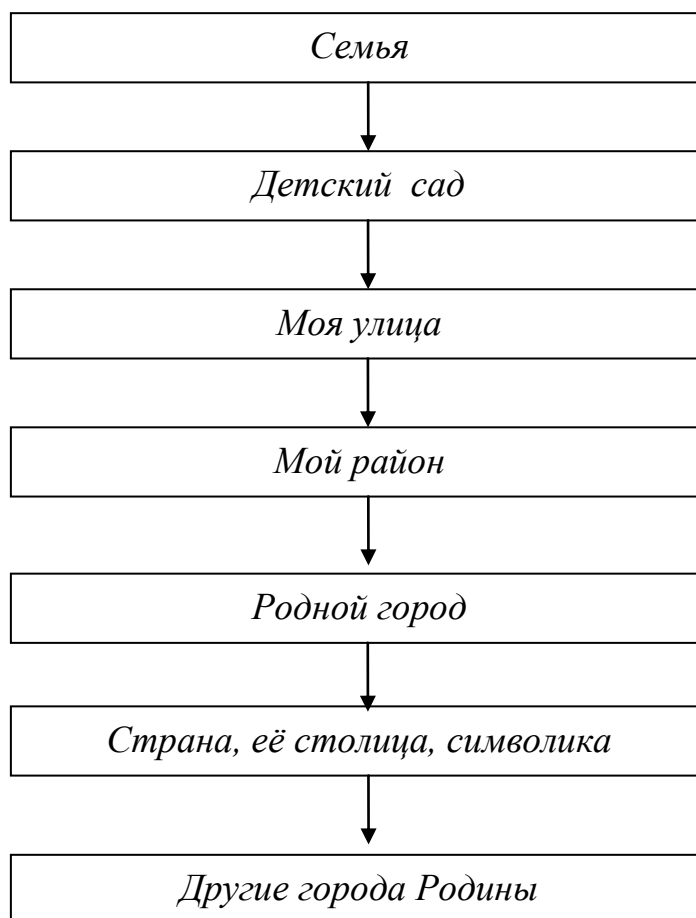 Семья
Детский сад
Моя улица
Мой район
Родной город
Страна, её столица, символика
Другие города Родины